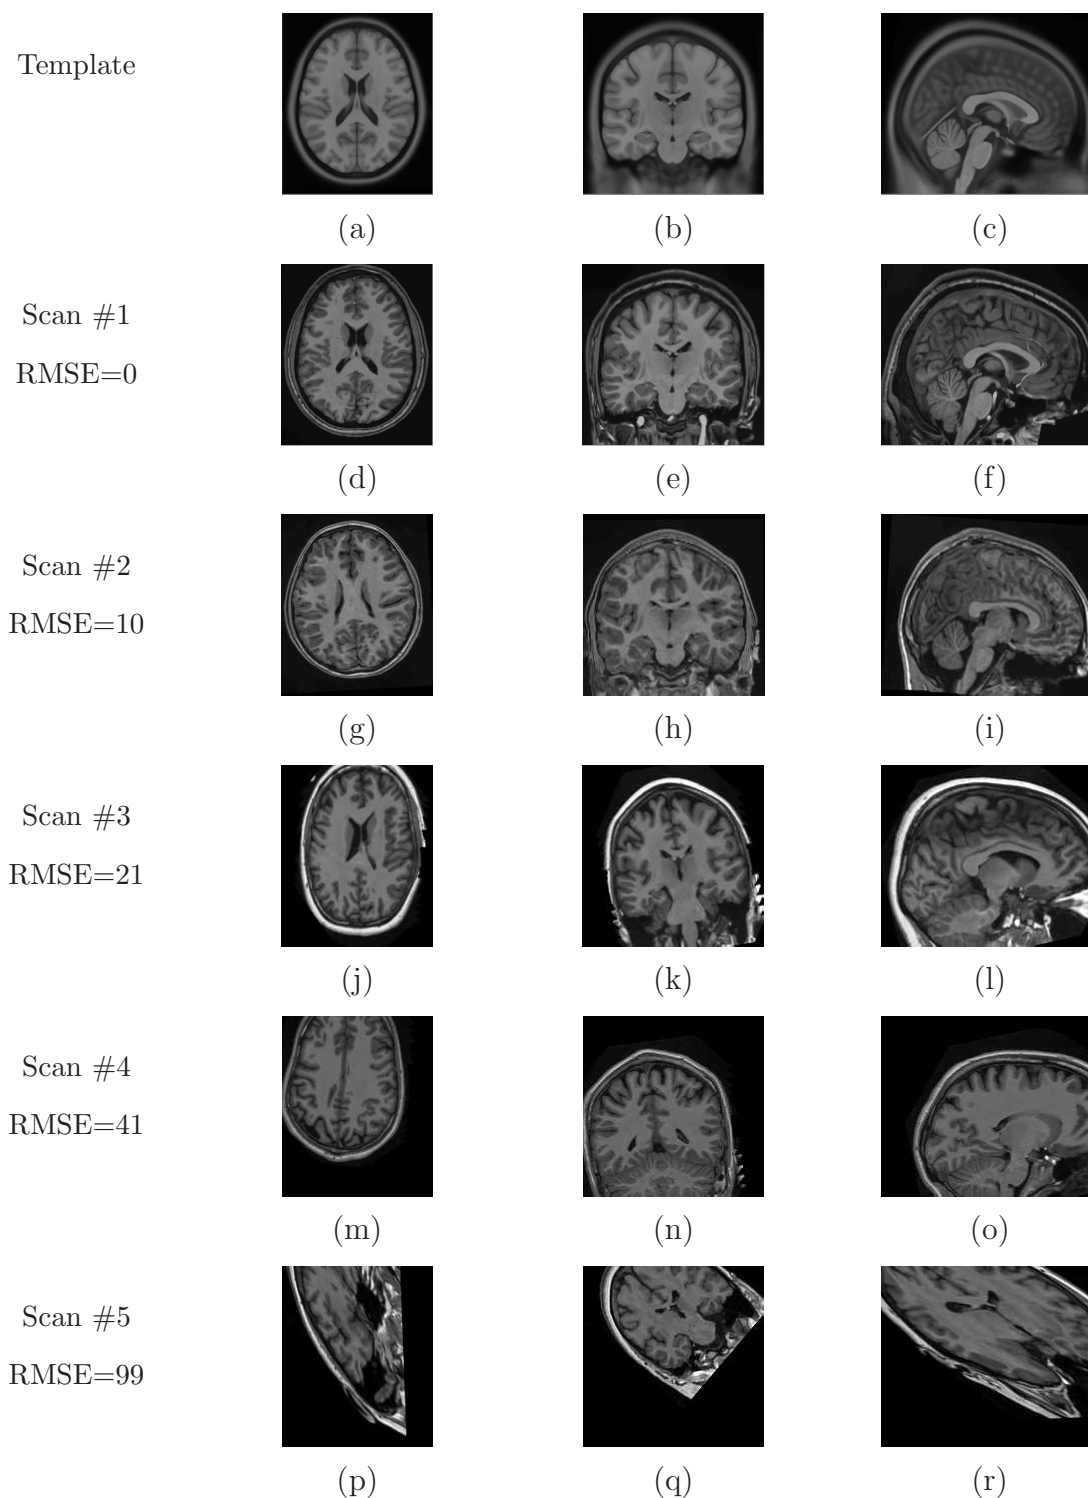 Template
(a) (b) (c)
Scan #1
RMSE=0
(d) (e) (f)
Scan #2
RMSE=10
(g) (h) (i)
Scan #3
RMSE=21
(j) (k) (l)
Scan #4
RMSE=41
(m) (n) (o)
Scan #5
RMSE=99
(p) (q) (r)